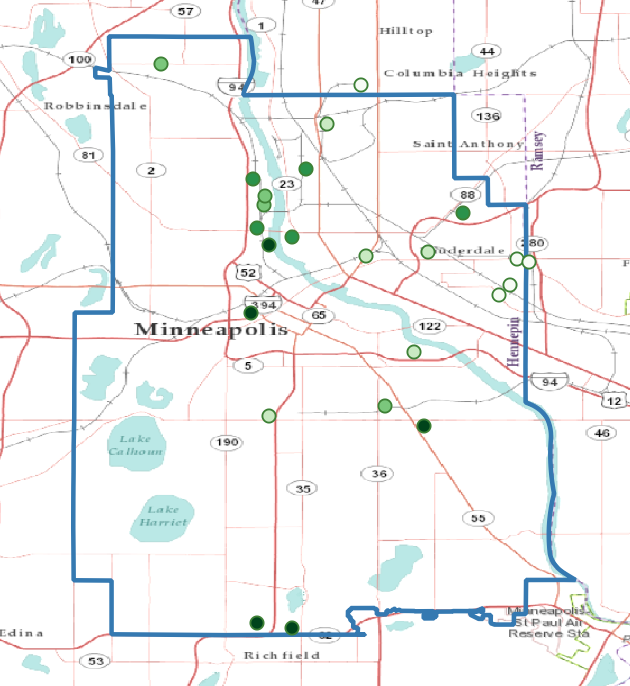 57
47
1
Hilltop
44
100
Columbia Heights
94
Robbinsdale
136
Saint Anthony
Ramsey
81
2
23
88
280
52
394
Minneapolis
65
122
Hennepin
5
94
12
Lake
Calhoun
190
46
36
35
Lake
Harriet
55
Minneapolis-
St Paul Air
Reserve Sta
Edina
62
Richfield
53